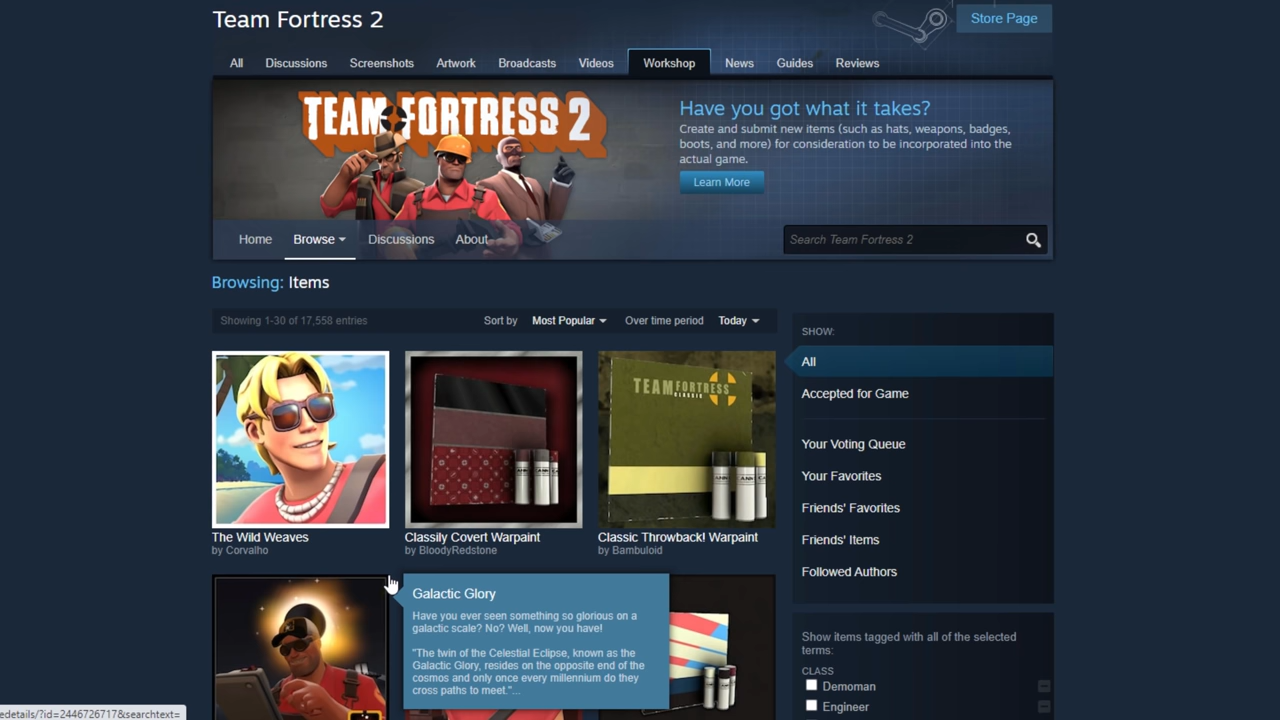 Team Fortress 2
Store Page
All Discussions Screenshots Artwork Broadcasts Videos Workshop News Guides Reviews
TEAM FORTRESS 2
Have you got what it takes?
Create and submit new items (such as hats, weapons, badges,
boots, and more) for consideration to be incorporated into the
actual game.
Learn More
Home Browse Discussions About
Search Team Fortress 2
Browsing: Items
Showing 1-30 of 17,558 entries
Sort by Most Popular Over time period Today
TEAM FORTRESS
CLASSIC
The Wild Weaves
by Corvalho
Classily Covert Warpaint
by BloodyRedstone
Classic Throwback! Warpaint
by Bambuloid
Galactic Glory
Have you ever seen something so glorious on a
galactic scale? No? Well, now you have!
"The twin of the Celestial Eclipse, known as the
Galactic Glory, resides on the opposite end of the
cosmos and only once every millennium do they
cross paths to meet."...
SHOW:
All
Accepted for Game
Your Voting Queue
Your Favorites
Friends' Favorites
Friends' Items
Followed Authors
Show items tagged with all of the selected
terms:
CLASS
Demoman
Engineer
edetails/?id=2446726717&searchtext=